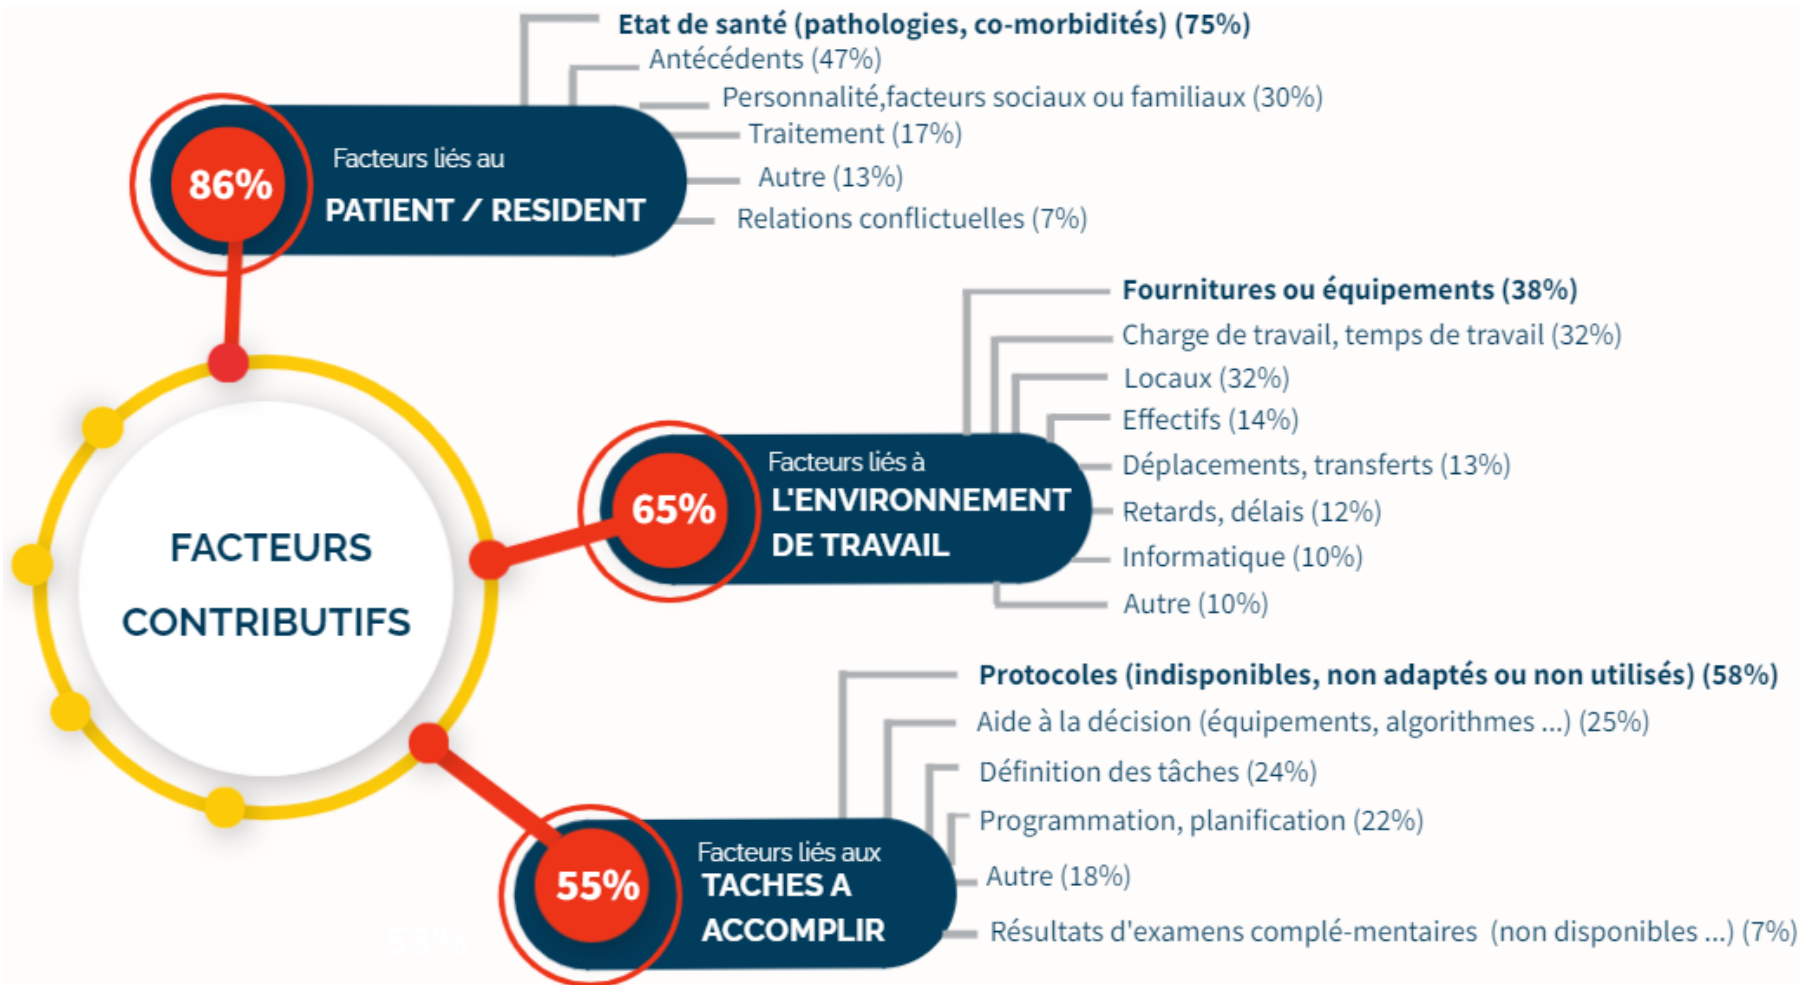 Etat de santé (pathologies, co-morbidités) (75%)
Antécédents (47%)
Personnalité,facteurs sociaux ou familiaux (30%)
Traitement (17%)
Autre (13%)
Relations conflictuelles (7%)
86%
Facteurs liés au
PATIENT / RESIDENT
Fournitures ou équipements (38%)
Charge de travail, temps de travail (32%)
Locaux (32%)
Effectifs (14%)
Déplacements, transferts (13%)
Retards, délais (12%)
Informatique (10%)
Autre (10%)
65%
Facteurs liés à
L'ENVIRONNEMENT
DE TRAVAIL
FACTEURS
CONTRIBUTIFS
Protocoles (indisponibles, non adaptés ou non utilisés) (58%)
Aide à la décision (équipements, algorithmes ...) (25%)
Définition des tâches (24%)
Programmation, planification (22%)
Autre (18%)
Résultats d'examens complé-mentaires (non disponibles ...) (7%)
55%
Facteurs liés aux
TACHES A
ACCOMPLIR